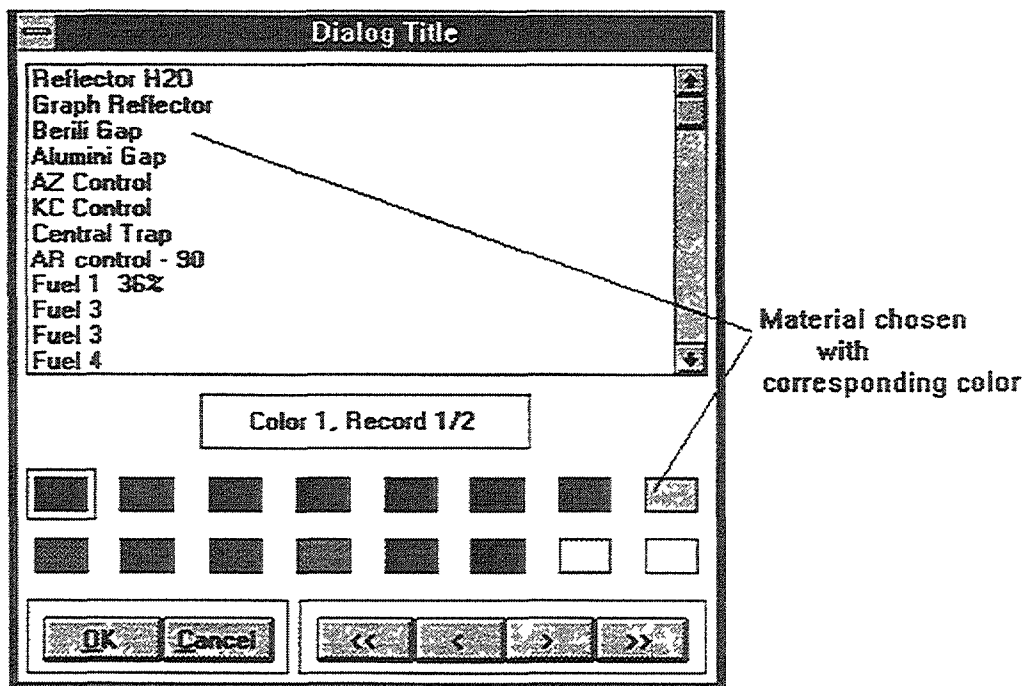 Dialog Title
Reflector H2O
Graph Reflector
Berili Gap
Alumini Gap
AZ Control
KC Control
Central Trap
AR control - 90
Fuel 1 36%
Fuel 3
Fuel 3
Fuel 4
Material chosen
with
corresponding color
Color 1, Record 1/2
OK Cancel << < > >>